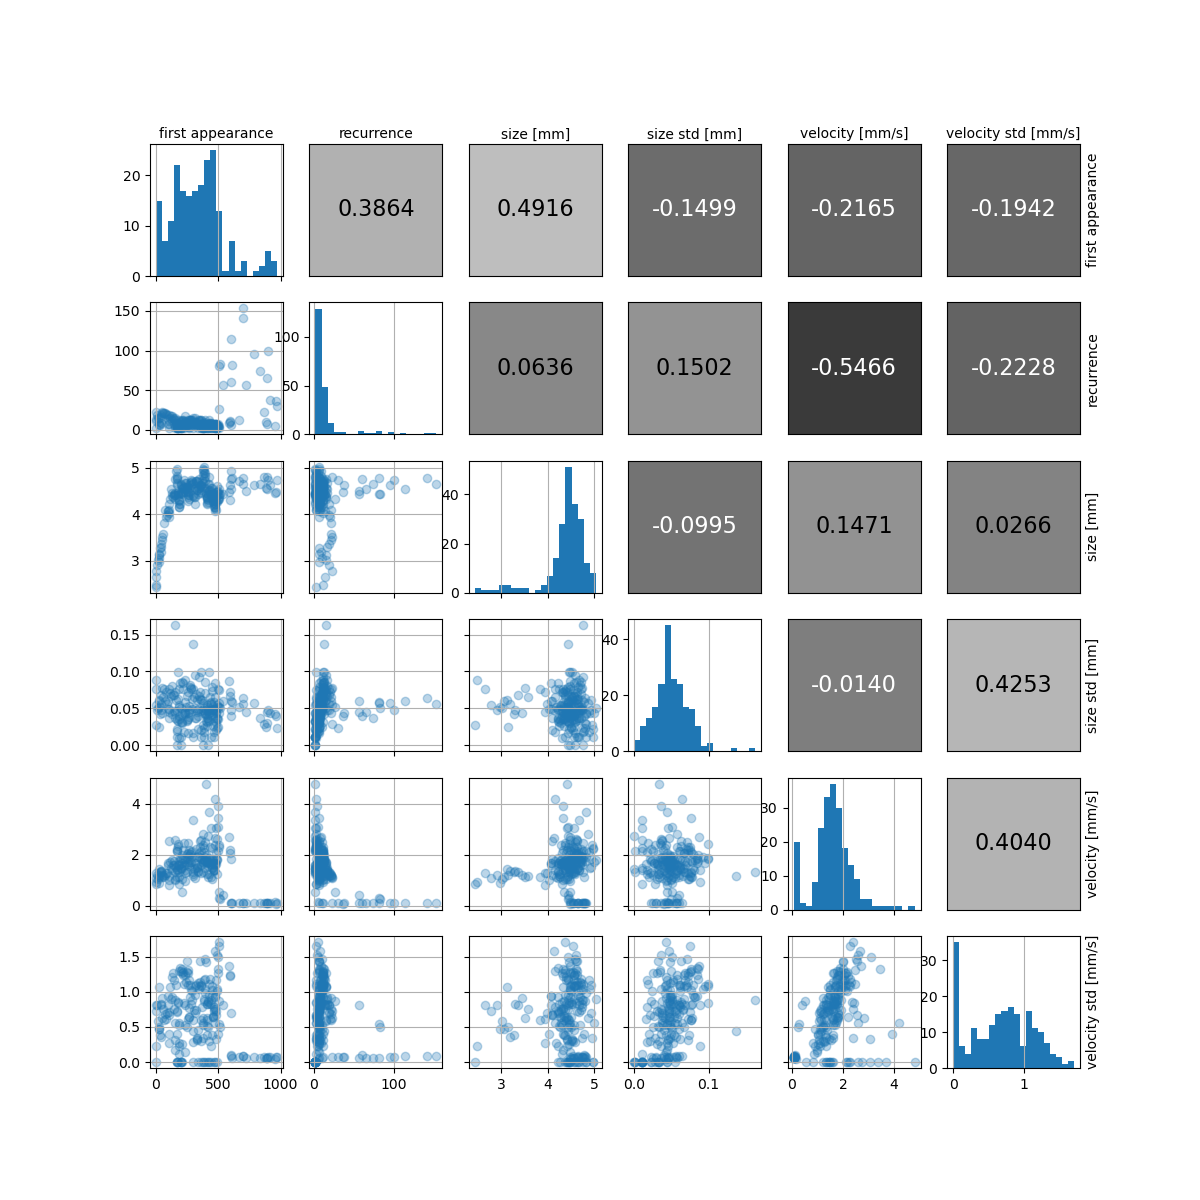 first appearance recurrence size [mm] size std [mm] velocity [mm/s] velocity std [mm/s]
20 10 0
0.3864 0.4916 -0.1499 -0.2165 -0.1942
first appearance
150 100 50 0
100 50 0
0.0636 0.1502 -0.5466 -0.2228
recurrence
5 4 3
40 20 0
-0.0995 0.1471 0.0266
size [mm]
0.15 0.10 0.05 0.00
40 20 0
-0.0140 0.4253
size std [mm]
4 2 0
30 20 10 0
0.4040
velocity [mm/s]
1.5 1.0 0.5 0.0
30 20 10 0
velocity std [mm/s]
0 500 1000 0 100 3 4 5 0.0 0.1 0 2 4 0 1